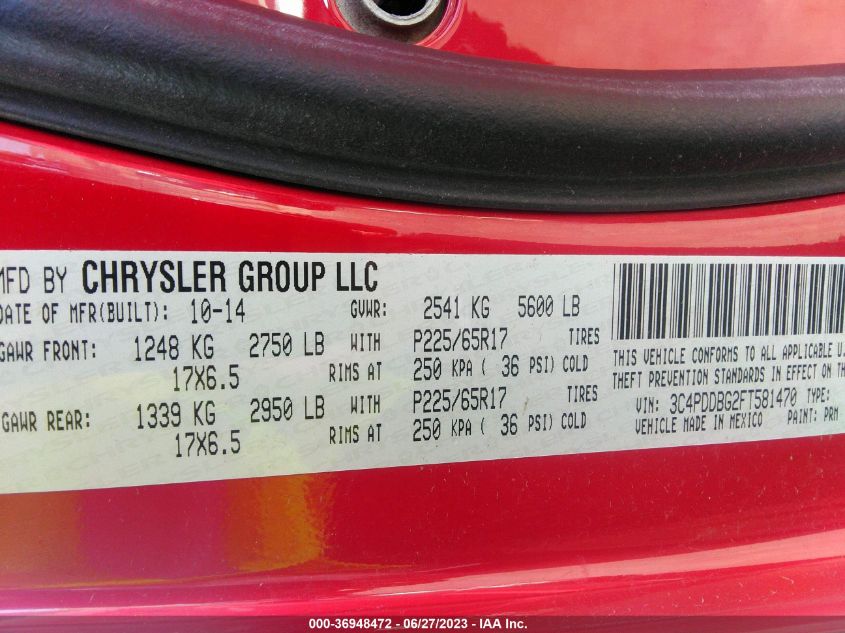 MFD BY CHRYSLER GROUP LLC
DATE OF MFR(BUILT): 10-14 GVWR: 2541 KG 5600 LB
GAWR FRONT: 1248 KG 2750 LB WITH P225/65R17 TIRES
17X6.5 RIMS AT 250 KPA ( 36 PSI) COLD
GAWR REAR: 1339 KG 2950 LB WITH P225/65R17 TIRES
17X6.5 RIMS AT 250 KPA ( 36 PSI) COLD
THIS VEHICLE CONFORMS TO ALL APPLICABLE U.
THEFT PREVENTION STANDARDS IN EFFECT ON TH
VIN: 3C4PDDBG2FT581470 TYPE:
VEHICLE MADE IN MEXICO PAINT: PRM
000-36948472 - 06/27/2023 - IAA Inc.